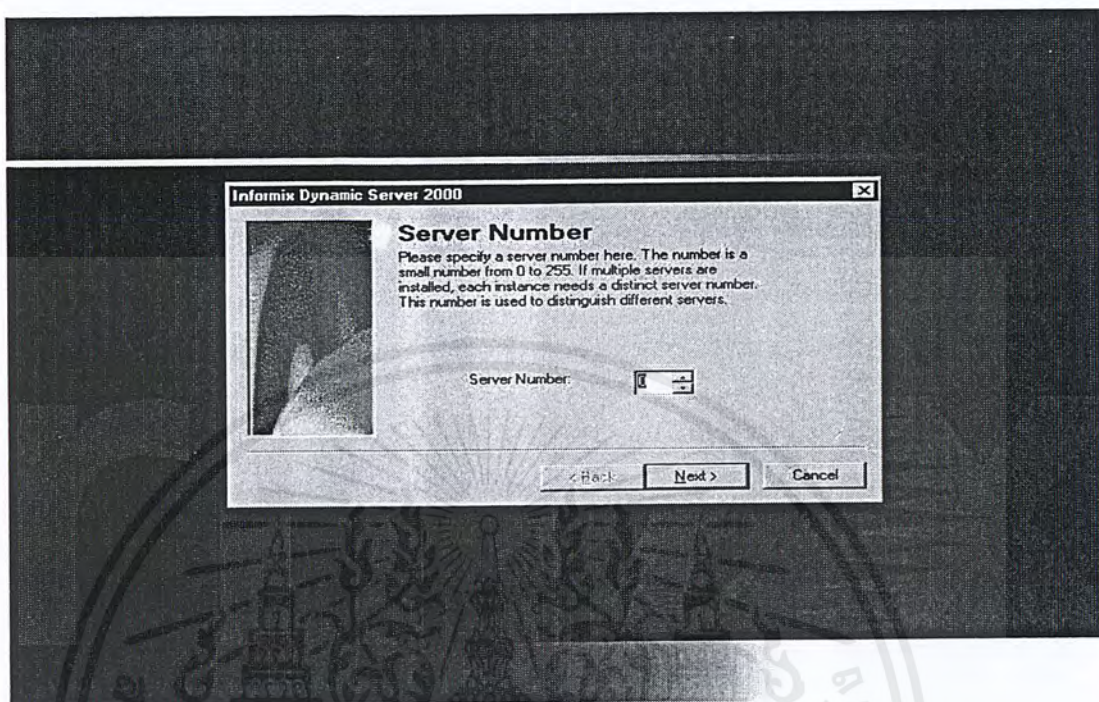 Informix Dynamic Server 2000
Server Number
Please specify a server number here. The number is a
small number from 0 to 255. If multiple servers are
installed, each instance needs a distinct server number.
This number is used to distinguish different servers.
Server Number:
0
< Back
Next >
Cancel